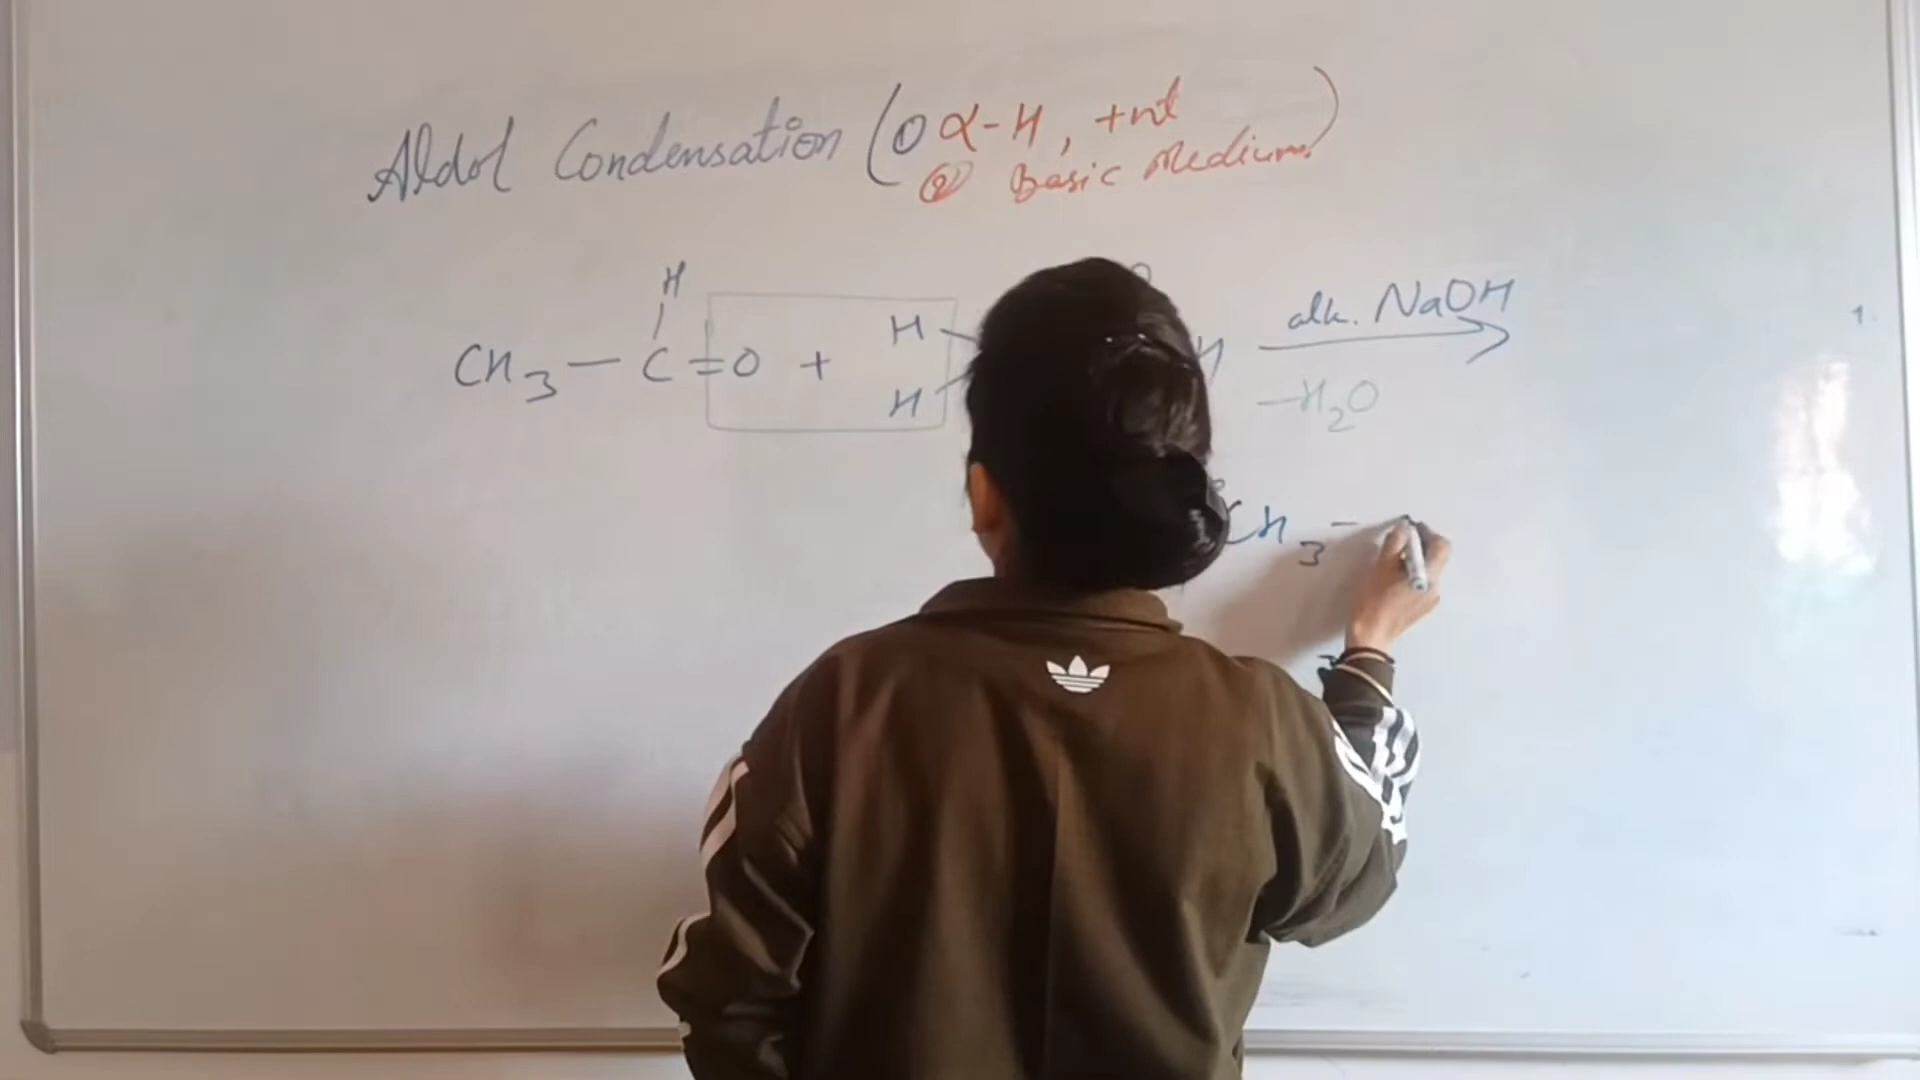 Aldol Condensation (① α-H, +nt
② Basic Medium)
H
CH3 - C = O + H H alk. NaOH
-H2O
CH3 -